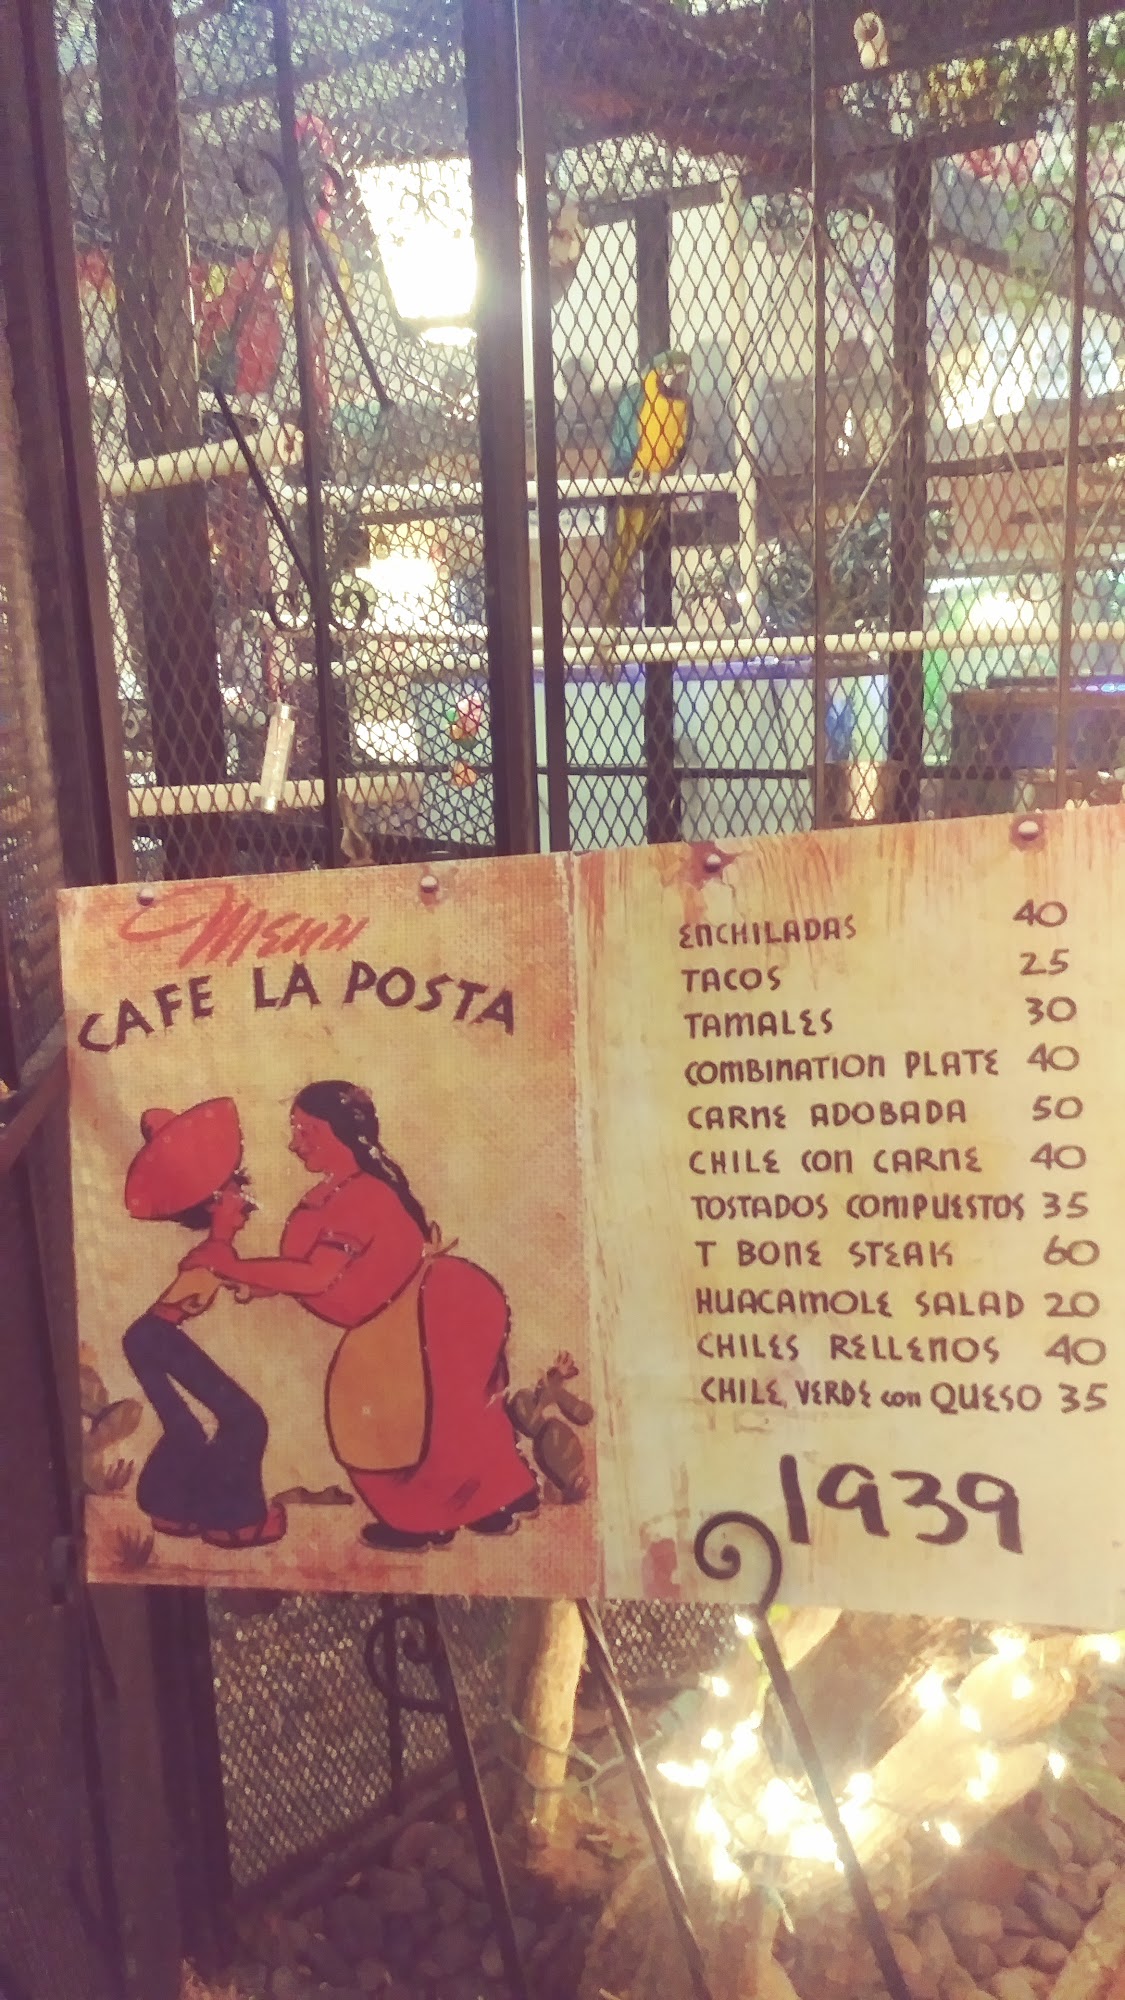 Menu
CAFE LA POSTA
ENCHILADAS 40
TACOS 25
TAMALES 30
COMBINATION PLATE 40
CARNE ADOBADA 50
CHILE CON CARNE 40
TOSTADOS COMPUESTOS 35
T BONE STEAK 60
HUACAMOLE SALAD 20
CHILES RELLENOS 40
CHILE, VERDE con QUESO 35
1939